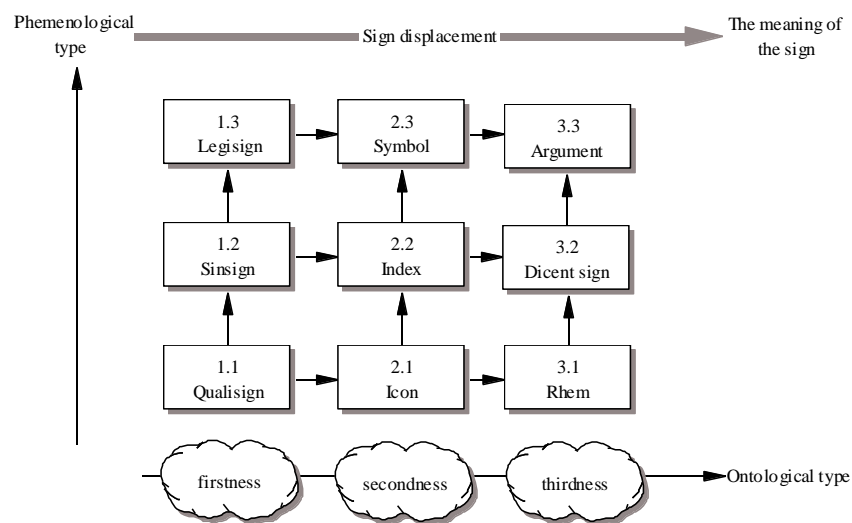 Phemenological
type
Sign displacement
The meaning of
the sign
1.3
Legisign
2.3
Symbol
3.3
Argument
1.2
Sinsign
2.2
Index
3.2
Dicent sign
1.1
Qualisign
2.1
Icon
3.1
Rhem
firstness
secondness
thirdness
Ontological type